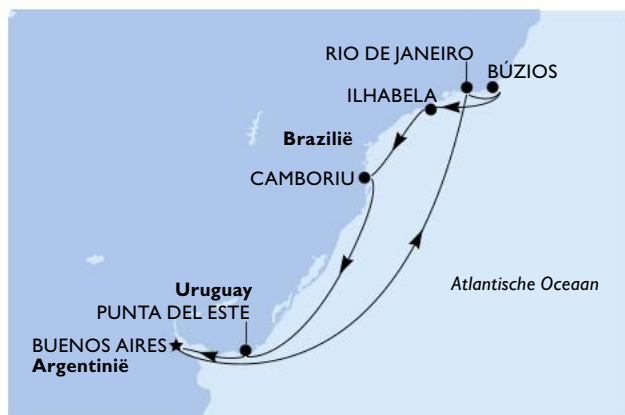 RIO DE JANEIRO
BÚZIOS
ILHABELA
Brazilië
CAMBORIU
Atlantische Oceaan
Uruguay
PUNTA DEL ESTE
BUENOS AIRES
Argentinië